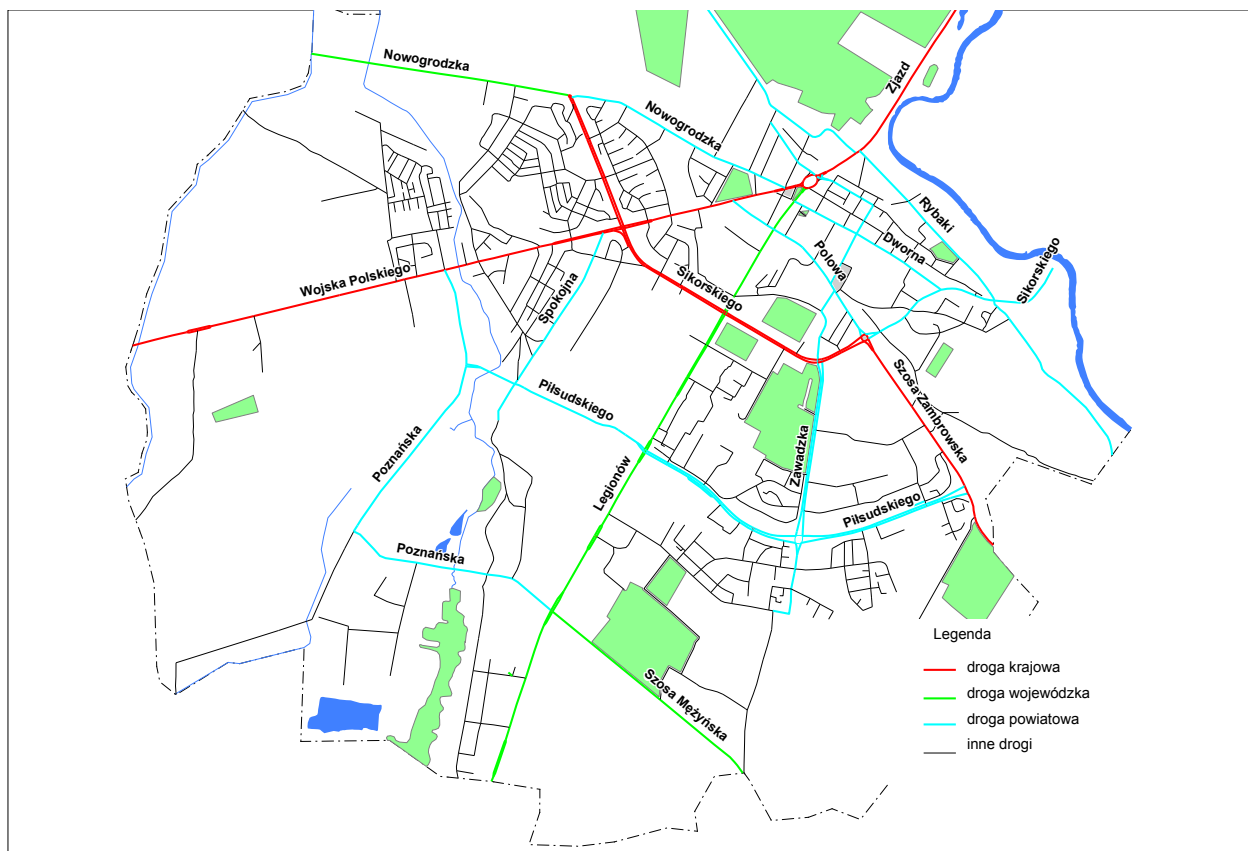 Nowogrodzka
Zjazd
Nowogrodzka
Rybaki
Dworna
Polowa
Sikorskiego
Wojska Polskiego
Spokojna
Sikorskiego
Szosa Zambrowska
Piłsudskiego
Poznańska
Zawadzka
Legionów
Piłsudskiego
Poznańska
Szosa Mężyńska
Legenda
droga krajowa
droga wojewódzka
droga powiatowa
inne drogi